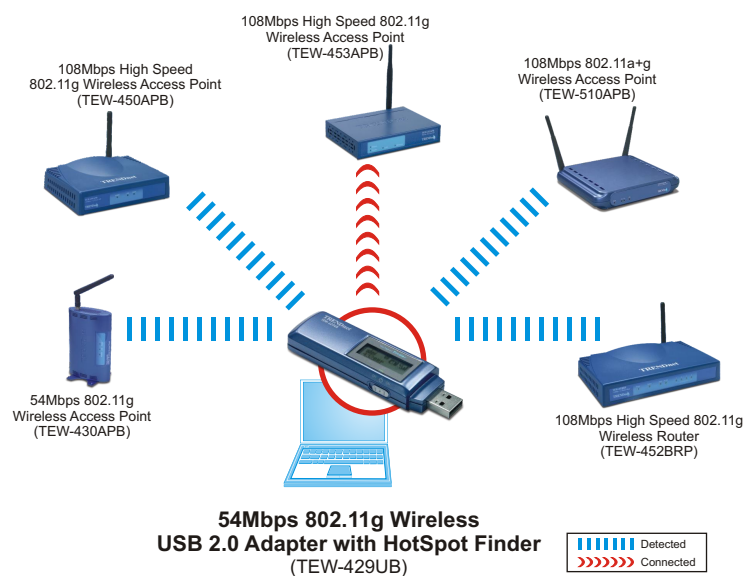 108Mbps High Speed 802.11g
Wireless Access Point
(TEW-453APB)
108Mbps High Speed
802.11g Wireless Access Point
(TEW-450APB)
108Mbps 802.11a+g
Wireless Access Point
(TEW-510APB)
TRENDnet
TRENDnet
TRENDnet
54Mbps 802.11g
Wireless Access Point
(TEW-430APB)
108Mbps High Speed 802.11g
Wireless Router
(TEW-452BRP)
54Mbps 802.11g Wireless
USB 2.0 Adapter with HotSpot Finder
(TEW-429UB)
Detected
Connected